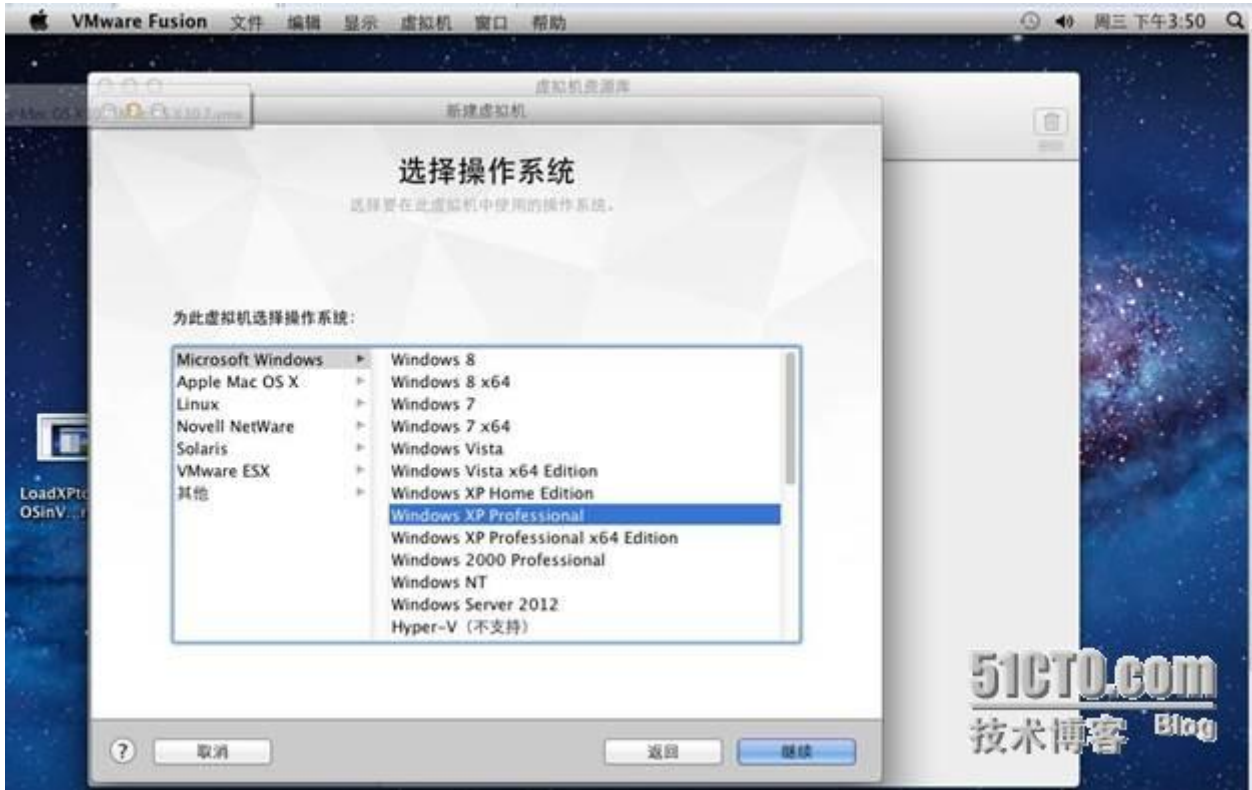 VMware Fusion 文件 编辑 显示 虚拟机 窗口 帮助 周三 下午3:50
虚拟机资源库
新建虚拟机
选择操作系统
选择要在此虚拟机中使用的操作系统。
为此虚拟机选择操作系统:
Microsoft Windows
Apple Mac OS X
Linux
Novell NetWare
Solaris
VMware ESX
其他
Windows 8
Windows 8 x64
Windows 7
Windows 7 x64
Windows Vista
Windows Vista x64 Edition
Windows XP Home Edition
Windows XP Professional
Windows XP Professional x64 Edition
Windows 2000 Professional
Windows NT
Windows Server 2012
Hyper-V（不支持）
LoadXPto
OSinV...r
? 取消 返回 继续
51CTO.com
技术博客 Blog